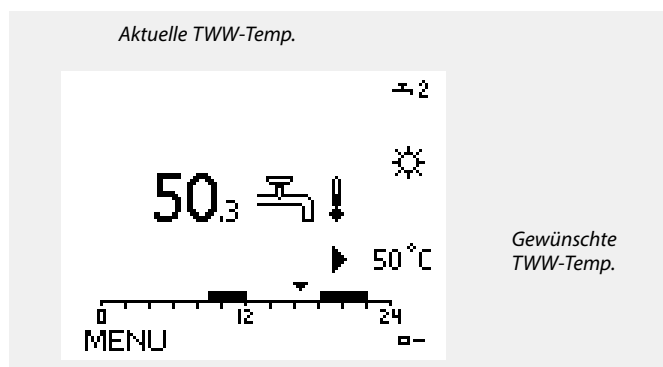 Aktuelle TWW-Temp.
2
50.3
50 °C
Gewünschte
TWW-Temp.
0 12 24
MENU